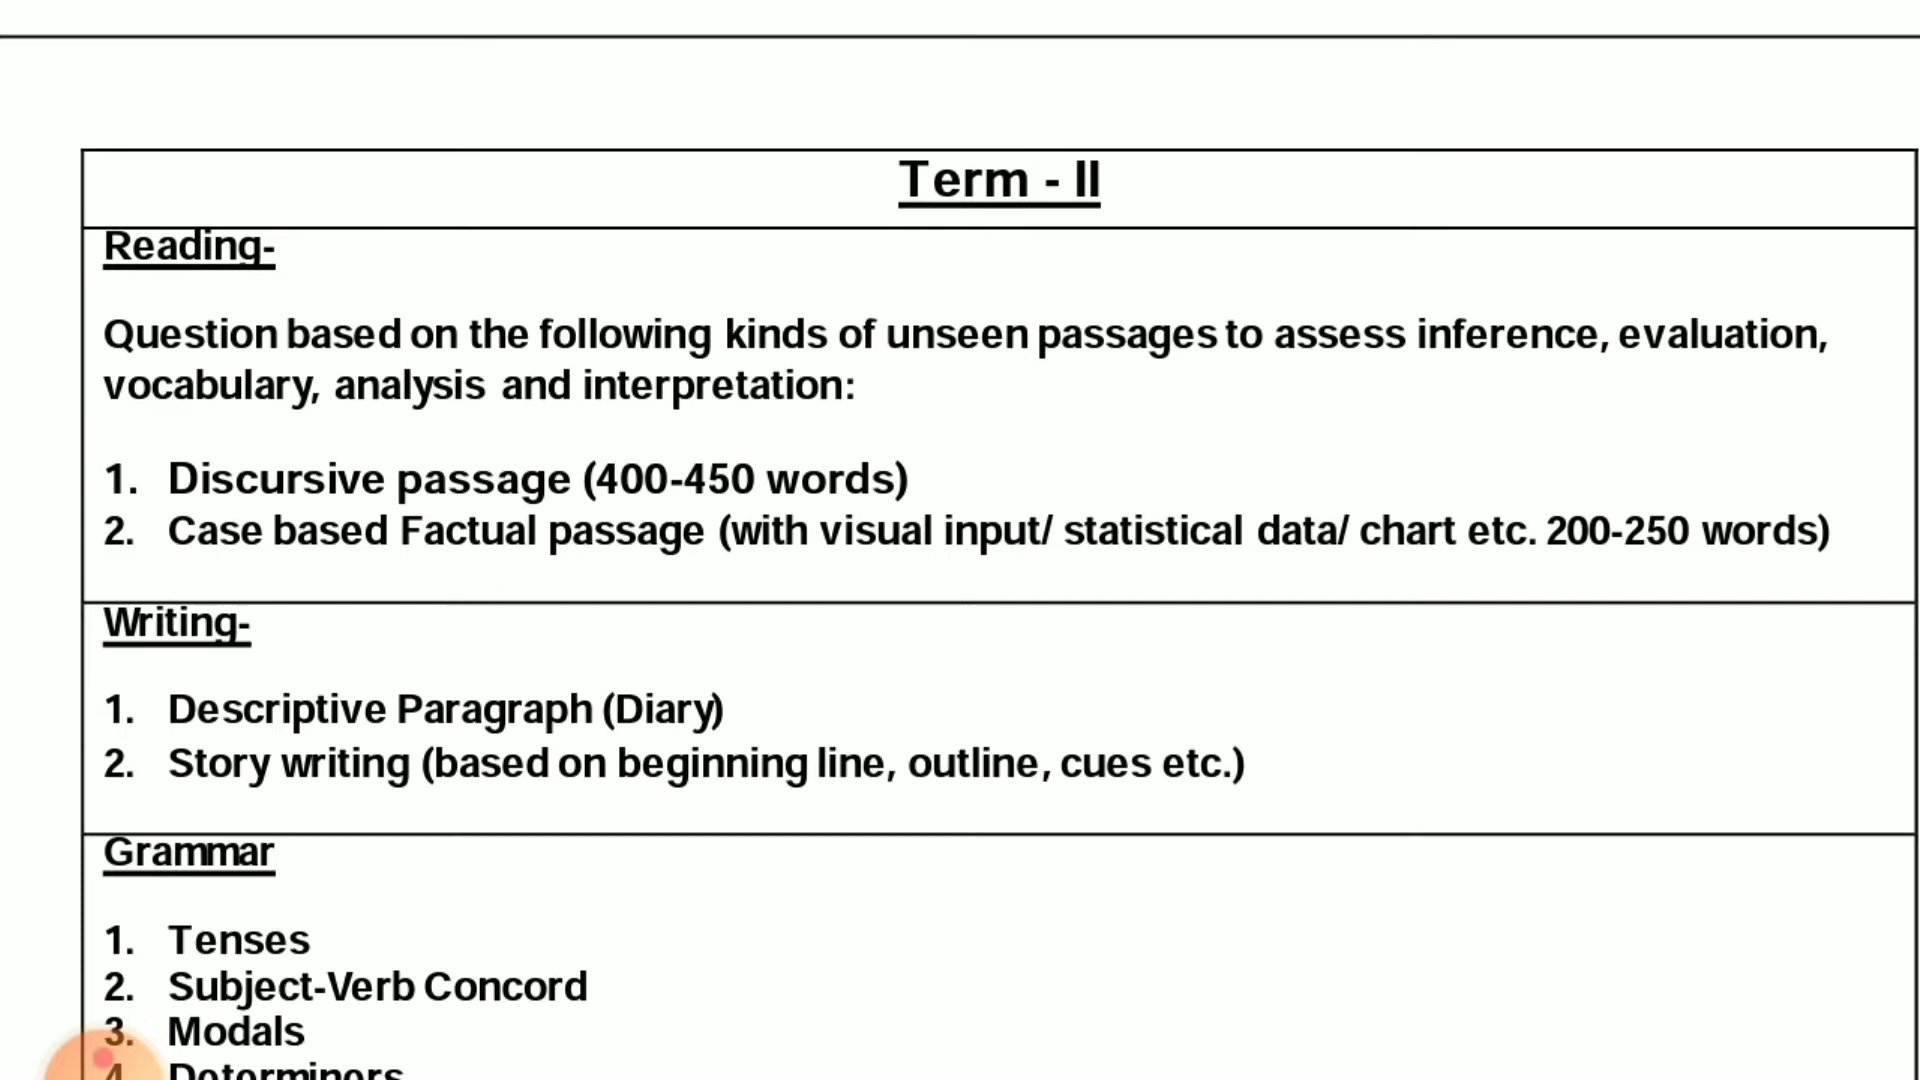 Term - II
Reading-
Question based on the following kinds of unseen passages to assess inference, evaluation,
vocabulary, analysis and interpretation:
1. Discursive passage (400-450 words)
2. Case based Factual passage (with visual input/ statistical data/ chart etc. 200-250 words)
Writing-
1. Descriptive Paragraph (Diary)
2. Story writing (based on beginning line, outline, cues etc.)
Grammar
1. Tenses
2. Subject-Verb Concord
3. Modals
4. Determiners